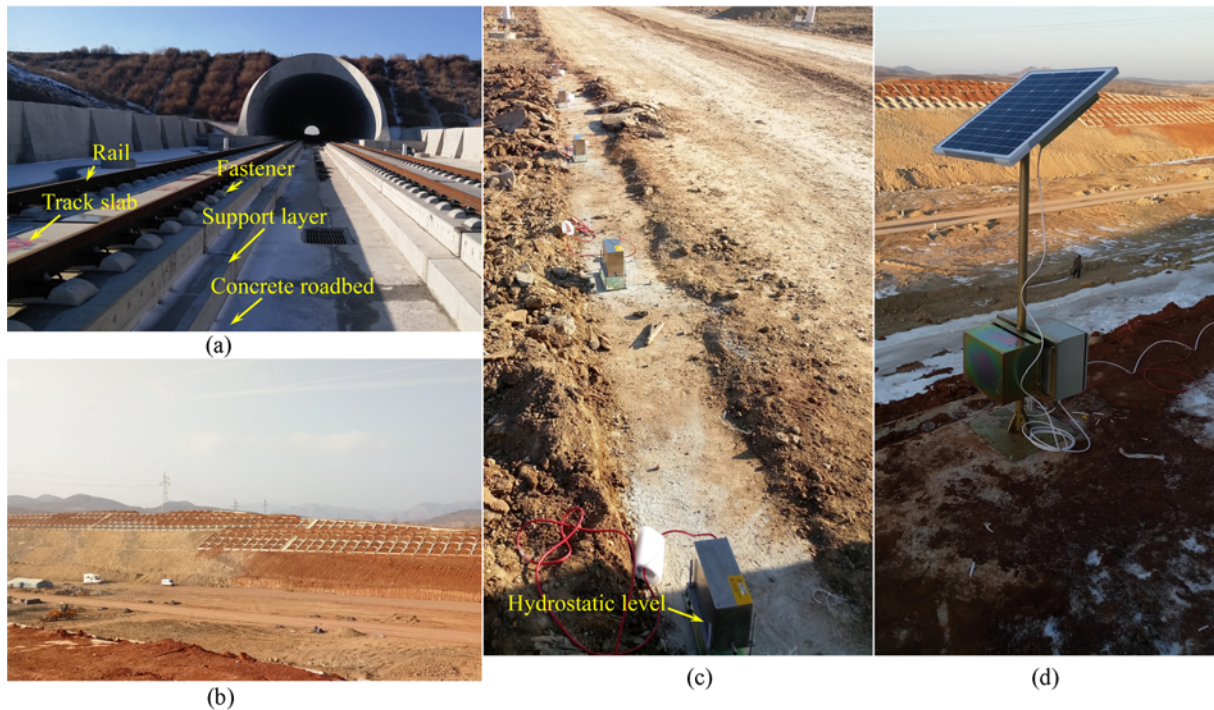 Rail
Fastener
Track slab
Support layer
Concrete roadbed
(a)
(b)
Hydrostatic level
(c)
(d)